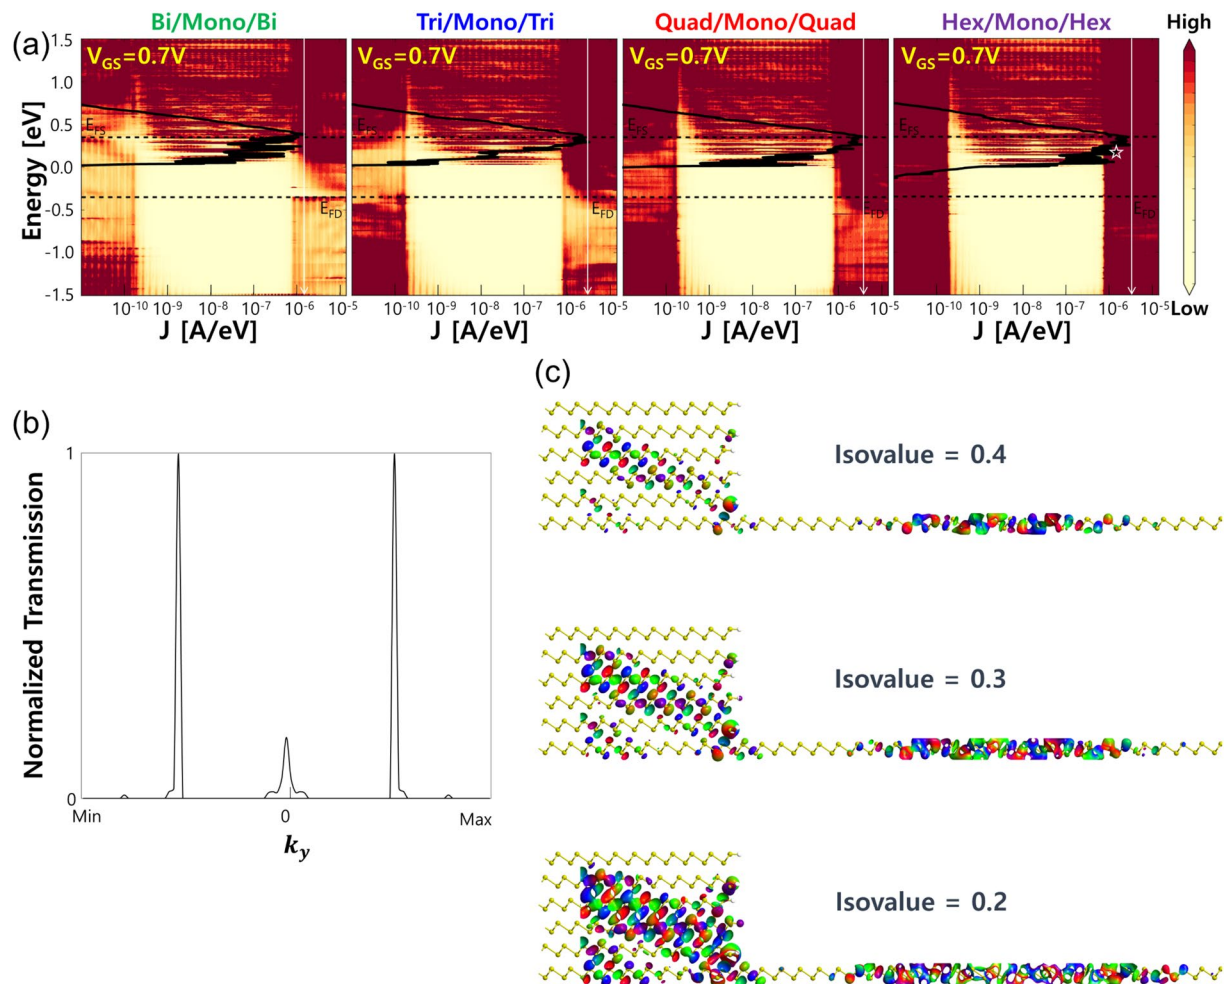 Bi/Mono/Bi Tri/Mono/Tri Quad/Mono/Quad Hex/Mono/Hex High
(a)
1.5
1.0
0.5
0.0
-0.5
-1.0
-1.5
Energy [eV]
V_GS=0.7V V_GS=0.7V V_GS=0.7V V_GS=0.7V
E_FS E_FS E_FS E_FS
E_FD E_FD E_FD E_FD
10⁻¹⁰ 10⁻⁹ 10⁻⁸ 10⁻⁷ 10⁻⁶ 10⁻⁵ 10⁻¹⁰ 10⁻⁹ 10⁻⁸ 10⁻⁷ 10⁻⁶ 10⁻⁵ 10⁻¹⁰ 10⁻⁹ 10⁻⁸ 10⁻⁷ 10⁻⁶ 10⁻⁵ 10⁻¹⁰ 10⁻⁹ 10⁻⁸ 10⁻⁷ 10⁻⁶ 10⁻⁵
Low
J [A/eV] J [A/eV] J [A/eV] J [A/eV]
(b)
Normalized Transmission
1
0
Min 0 Max
k_y
(c)
Isovalue = 0.4
Isovalue = 0.3
Isovalue = 0.2